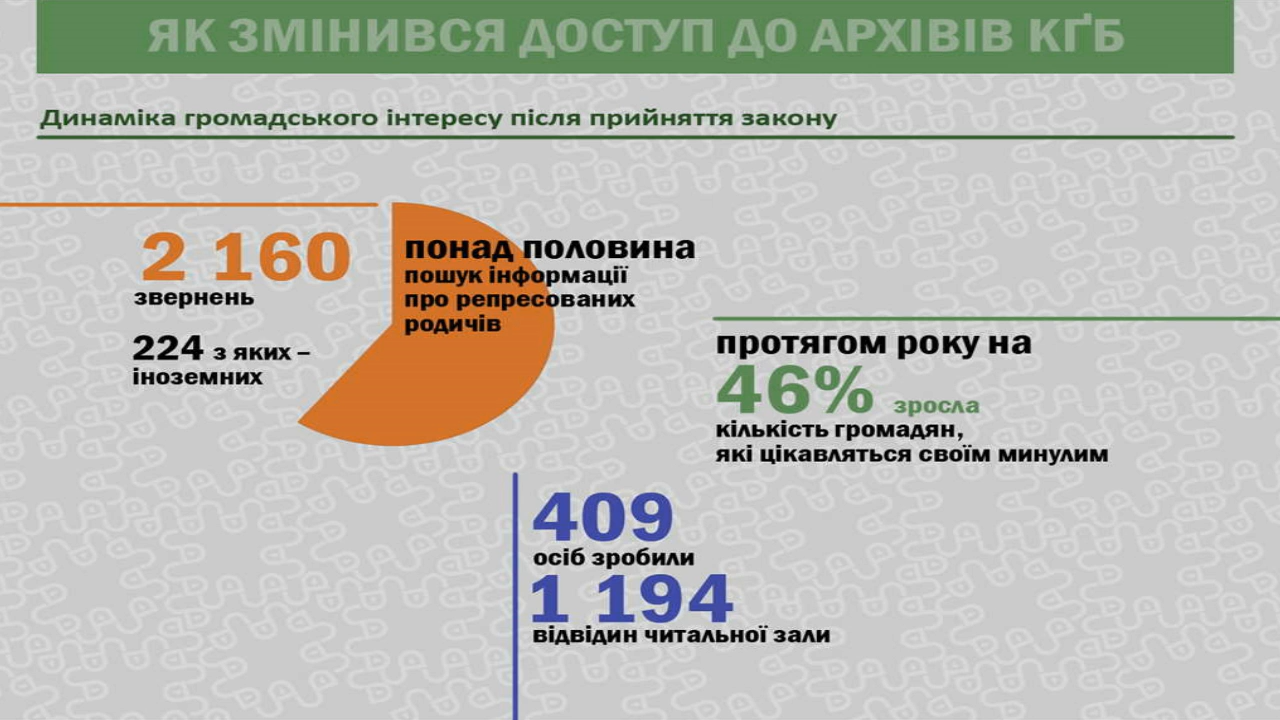 ЯК ЗМІНИВСЯ ДОСТУП ДО АРХІВІВ КҐБ
Динаміка громадського інтересу після прийняття закону
2 160
звернень
224 з яких –
іноземних
понад половина
пошук інформації
про репресованих
родичів
протягом року на
46% зросла
кількість громадян,
які цікавляться своїм минулим
409
осіб зробили
1 194
відвідин читальної зали